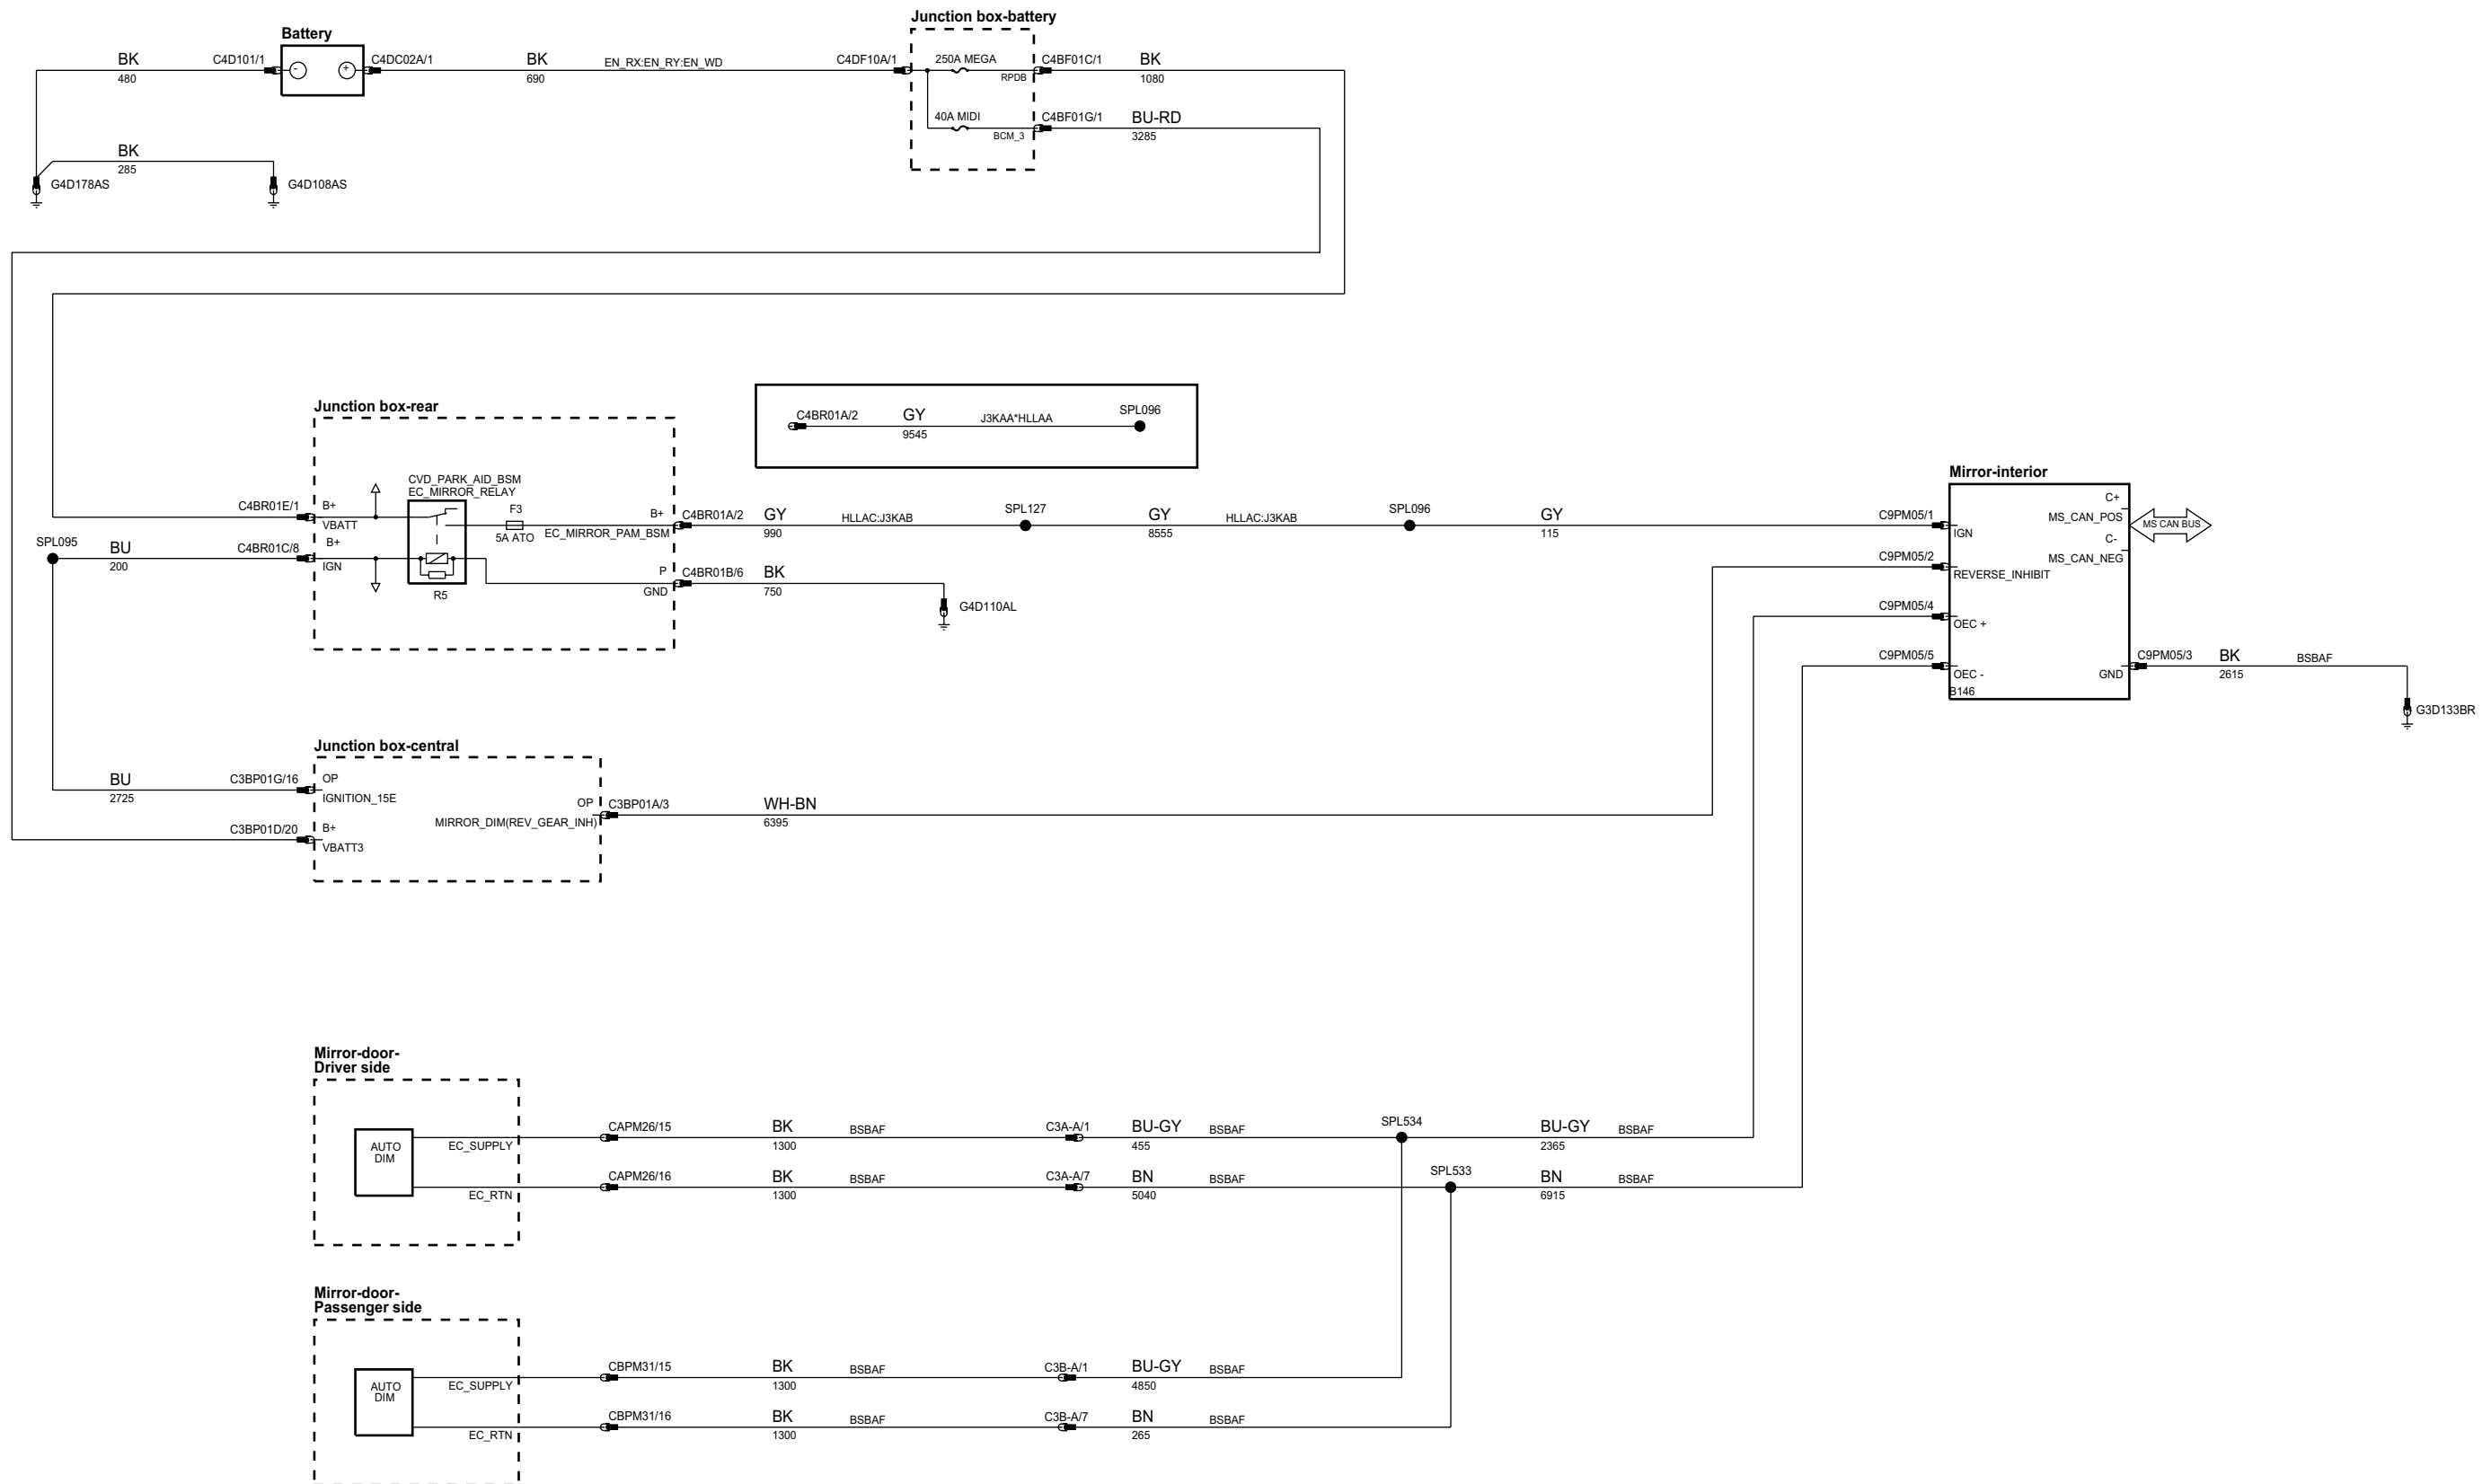 Junction box-battery
Battery
BK
480
C4D101/1
-
+
C4DC02A/1
BK
690
EN_RX:EN_RY:EN_WD
C4DF10A/1
250A MEGA
RPDB
C4BF01C/1
BK
1080
40A MIDI
BCM_3
C4BF01G/1
BU-RD
3285
BK
285
G4D178AS
G4D108AS
Junction box-rear
C4BR01A/2
GY
9545
J3KAA*HLLAA
SPL096
CVD_PARK_AID_BSM
EC_MIRROR_RELAY
C4BR01E/1
B+
VBATT
F3
5A ATO
B+
EC_MIRROR_PAM_BSM
C4BR01A/2
GY
990
HLLAC:J3KAB
SPL127
GY
8555
HLLAC:J3KAB
SPL096
GY
115
C9PM05/1
SPL095
BU
200
C4BR01C/8
B+
IGN
R5
P
GND
C4BR01B/6
BK
750
G4D110AL
Mirror-interior
IGN
C+
MS_CAN_POS
C-
MS_CAN_NEG
MS CAN BUS
C9PM05/2
REVERSE_INHIBIT
C9PM05/4
OEC +
C9PM05/5
OEC -
B146
GND
C9PM05/3
BK
2615
BSBAF
G3D133BR
Junction box-central
BU
2725
C3BP01G/16
OP
IGNITION_15E
OP
MIRROR_DIM(REV_GEAR_INH)
C3BP01A/3
WH-BN
6395
C3BP01D/20
B+
VBATT3
Mirror-door-
Driver side
AUTO
DIM
EC_SUPPLY
CAPM26/15
BK
1300
BSBAF
C3A-A/1
BU-GY
455
BSBAF
SPL534
BU-GY
2365
BSBAF
EC_RTN
CAPM26/16
BK
1300
BSBAF
C3A-A/7
BN
5040
BSBAF
SPL533
BN
6915
BSBAF
Mirror-door-
Passenger side
AUTO
DIM
EC_SUPPLY
CBPM31/15
BK
1300
BSBAF
C3B-A/1
BU-GY
4850
BSBAF
EC_RTN
CBPM31/16
BK
1300
BSBAF
C3B-A/7
BN
265
BSBAF